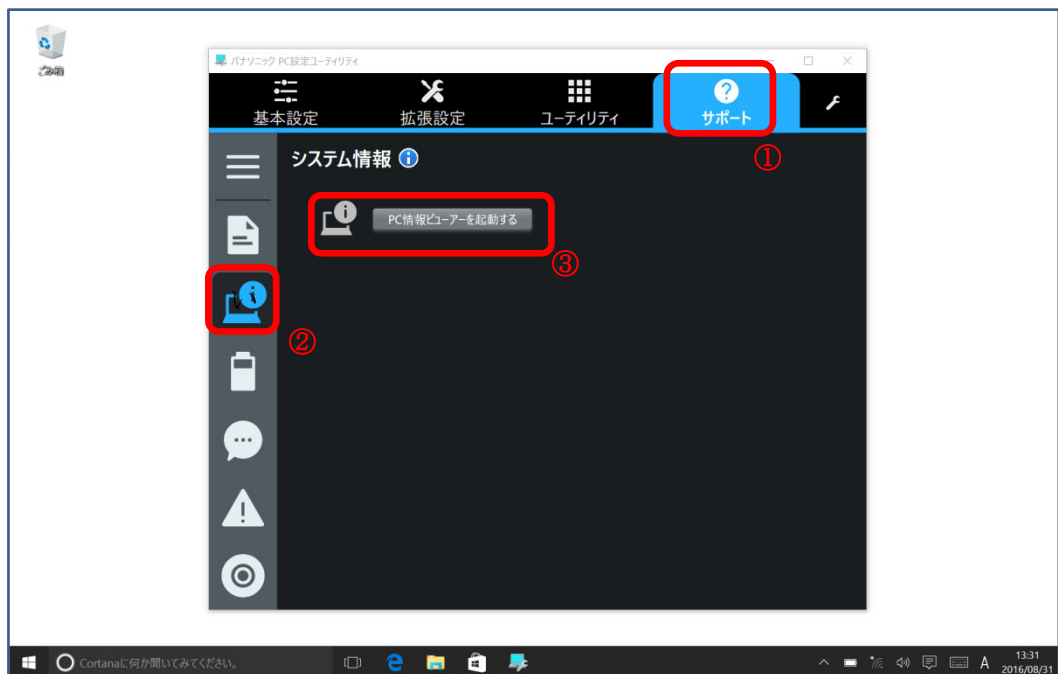 ごみ箱
パナソニック PC設定ユーティリティ
基本設定
拡張設定
ユーティリティ
サポート
①
システム情報
PC情報ビューアーを起動する
③
②
Cortanaに何か聞いてみてください。
A
13:31
2016/08/31